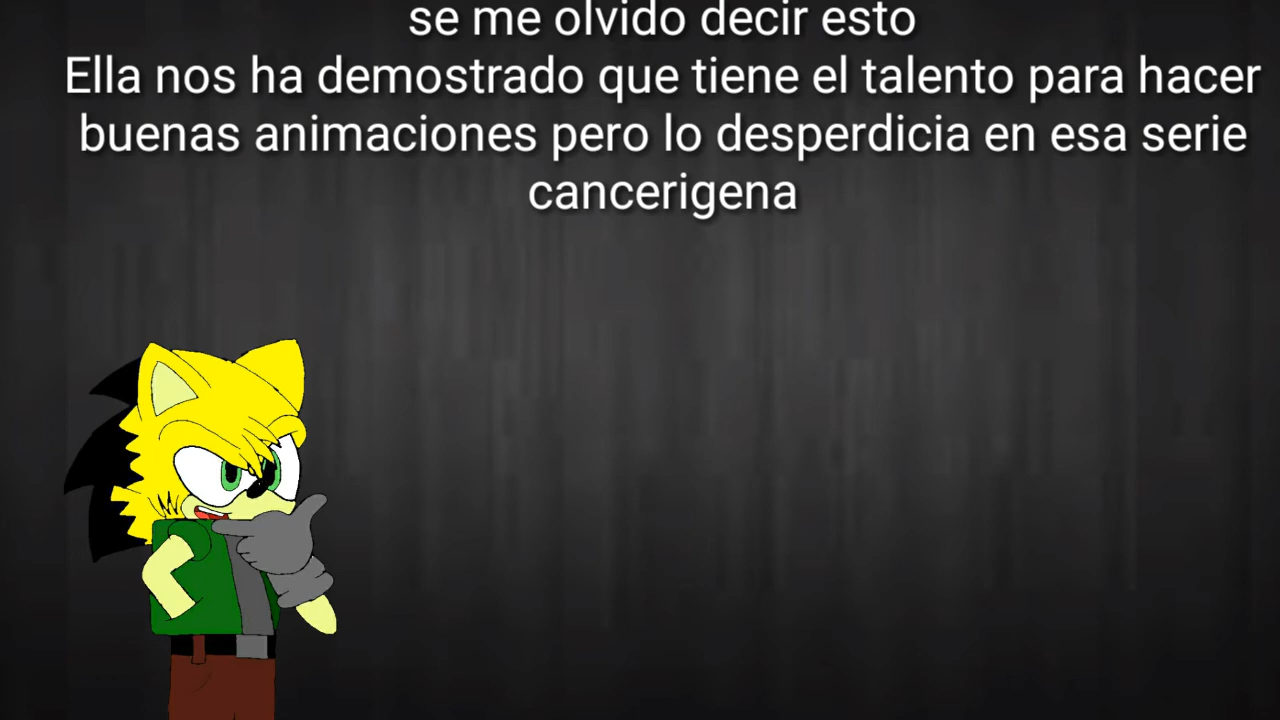 se me olvido decir esto
Ella nos ha demostrado que tiene el talento para hacer
buenas animaciones pero lo desperdicia en esa serie
cancerigena